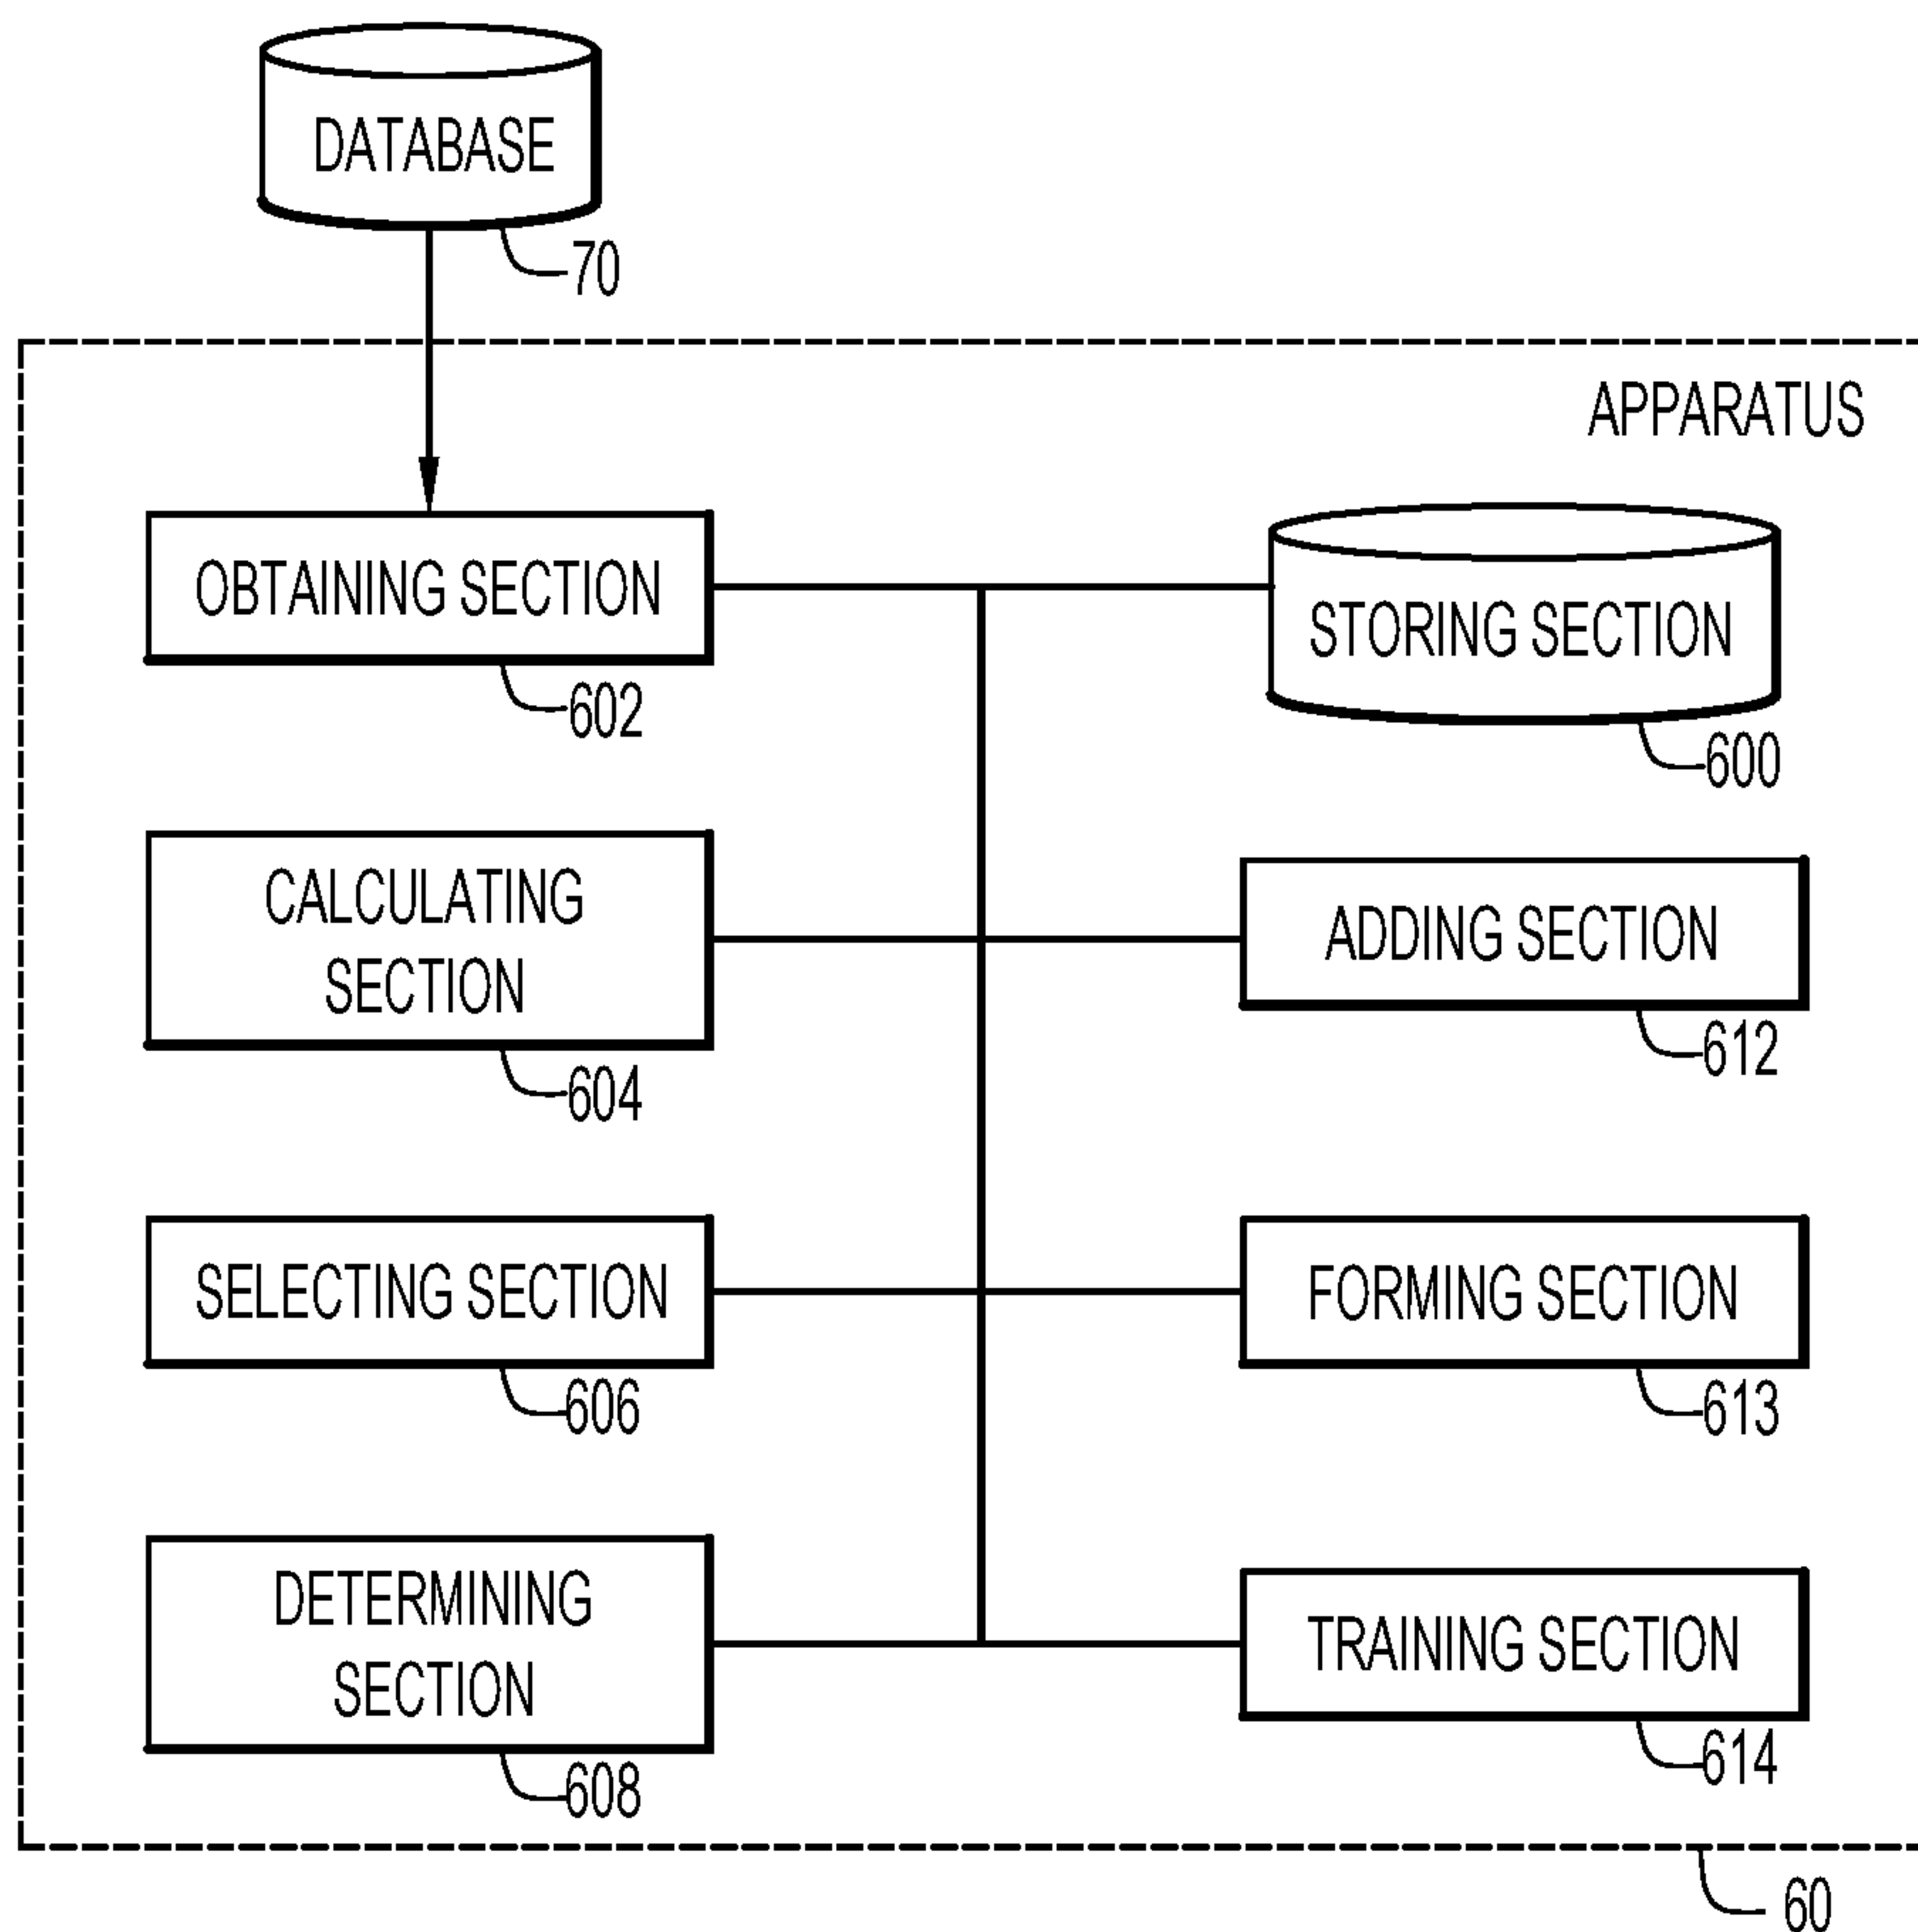 DATABASE
70
APPARATUS
OBTAINING SECTION
602
STORING SECTION
600
CALCULATING
SECTION
604
ADDING SECTION
612
SELECTING SECTION
606
FORMING SECTION
613
DETERMINING
SECTION
608
TRAINING SECTION
614
60